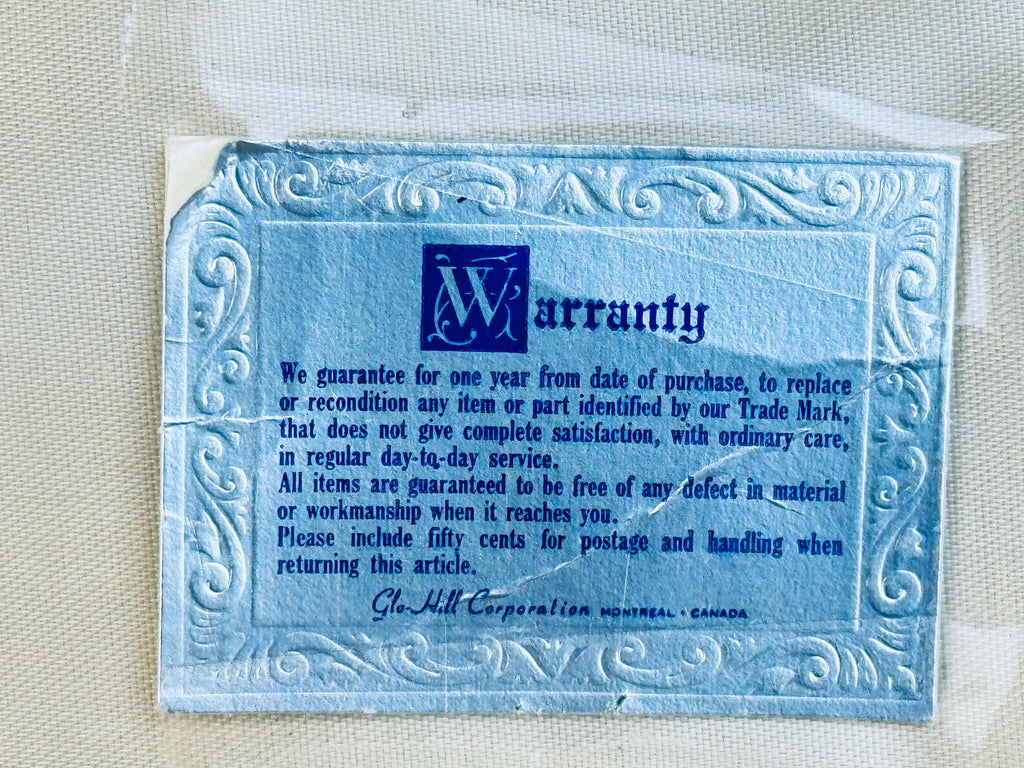 Warranty
We guarantee for one year from date of purchase, to replace
or recondition any item or part identified by our Trade Mark,
that does not give complete satisfaction, with ordinary care,
in regular day-to-day service.
All items are guaranteed to be free of any defect in material
or workmanship when it reaches you.
Please include fifty cents for postage and handling when
returning this article.
Glo-Hill Corporation MONTREAL • CANADA